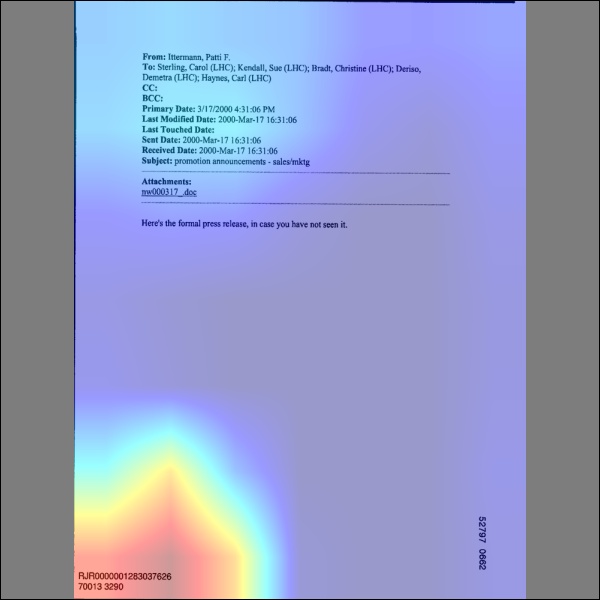 From: Ittermann, Patti F.
To: Sterling, Carol (LHC); Kendall, Sue (LHC); Bradt, Christine (LHC); Deriso,
Demetra (LHC); Haynes, Carl (LHC)
CC:
BCC:
Primary Date: 3/17/2000 4:31:06 PM
Last Modified Date: 2000-Mar-17 16:31:06
Last Touched Date:
Sent Date: 2000-Mar-17 16:31:06
Received Date: 2000-Mar-17 16:31:06
Subject: promotion announcements - sales/mktg
Attachments:
nw000317_.doc
Here's the formal press release, in case you have not seen it.
52797 0662
RJR0000001283037626
70013 3290